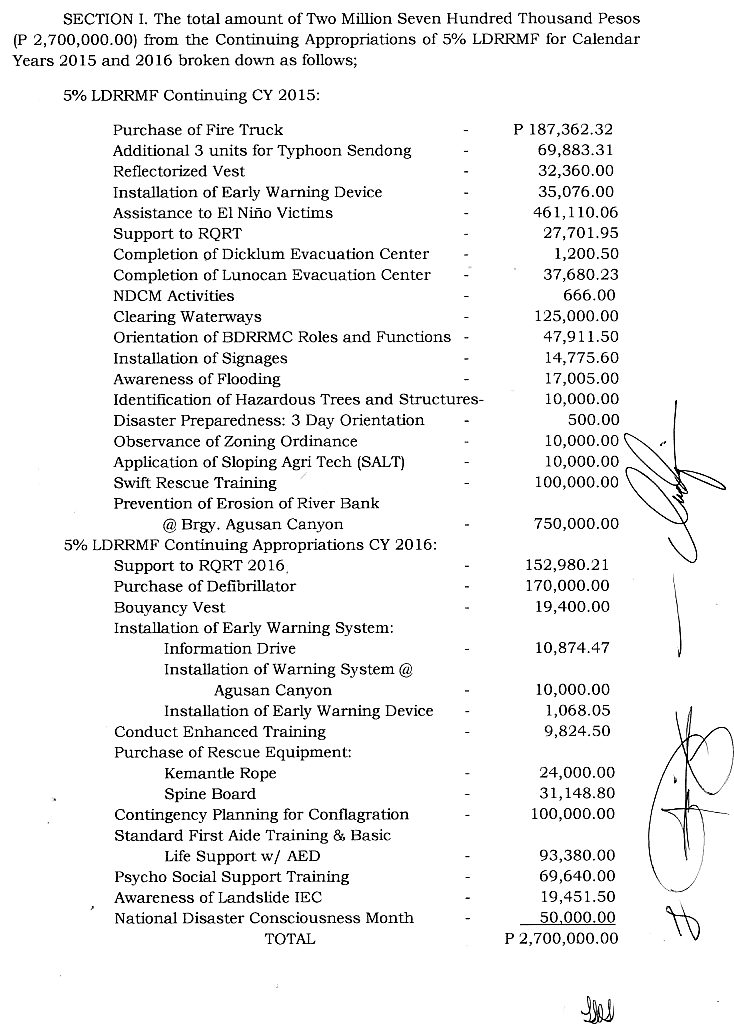 SECTION I. The total amount of Two Million Seven Hundred Thousand Pesos
(P 2,700,000.00) from the Continuing Appropriations of 5% LDRRMF for Calendar
Years 2015 and 2016 broken down as follows;
5% LDRRMF Continuing CY 2015:
Purchase of Fire Truck - P 187,362.32
Additional 3 units for Typhoon Sendong - 69,883.31
Reflectorized Vest - 32,360.00
Installation of Early Warning Device - 35,076.00
Assistance to El Niño Victims - 461,110.06
Support to RQRT - 27,701.95
Completion of Dicklum Evacuation Center - 1,200.50
Completion of Lunocan Evacuation Center - 37,680.23
NDCM Activities - 666.00
Clearing Waterways - 125,000.00
Orientation of BDRRMC Roles and Functions - 47,911.50
Installation of Signages - 14,775.60
Awareness of Flooding - 17,005.00
Identification of Hazardous Trees and Structures- 10,000.00
Disaster Preparedness: 3 Day Orientation - 500.00
Observance of Zoning Ordinance - 10,000.00
Application of Sloping Agri Tech (SALT) - 10,000.00
Swift Rescue Training - 100,000.00
Prevention of Erosion of River Bank
@ Brgy. Agusan Canyon - 750,000.00
5% LDRRMF Continuing Appropriations CY 2016:
Support to RQRT 2016 - 152,980.21
Purchase of Defibrillator - 170,000.00
Bouyancy Vest - 19,400.00
Installation of Early Warning System:
Information Drive - 10,874.47
Installation of Warning System @
Agusan Canyon - 10,000.00
Installation of Early Warning Device - 1,068.05
Conduct Enhanced Training - 9,824.50
Purchase of Rescue Equipment:
Kemantle Rope - 24,000.00
Spine Board - 31,148.80
Contingency Planning for Conflagration - 100,000.00
Standard First Aide Training & Basic
Life Support w/ AED - 93,380.00
Psycho Social Support Training - 69,640.00
Awareness of Landslide IEC - 19,451.50
National Disaster Consciousness Month - 50,000.00
TOTAL P 2,700,000.00